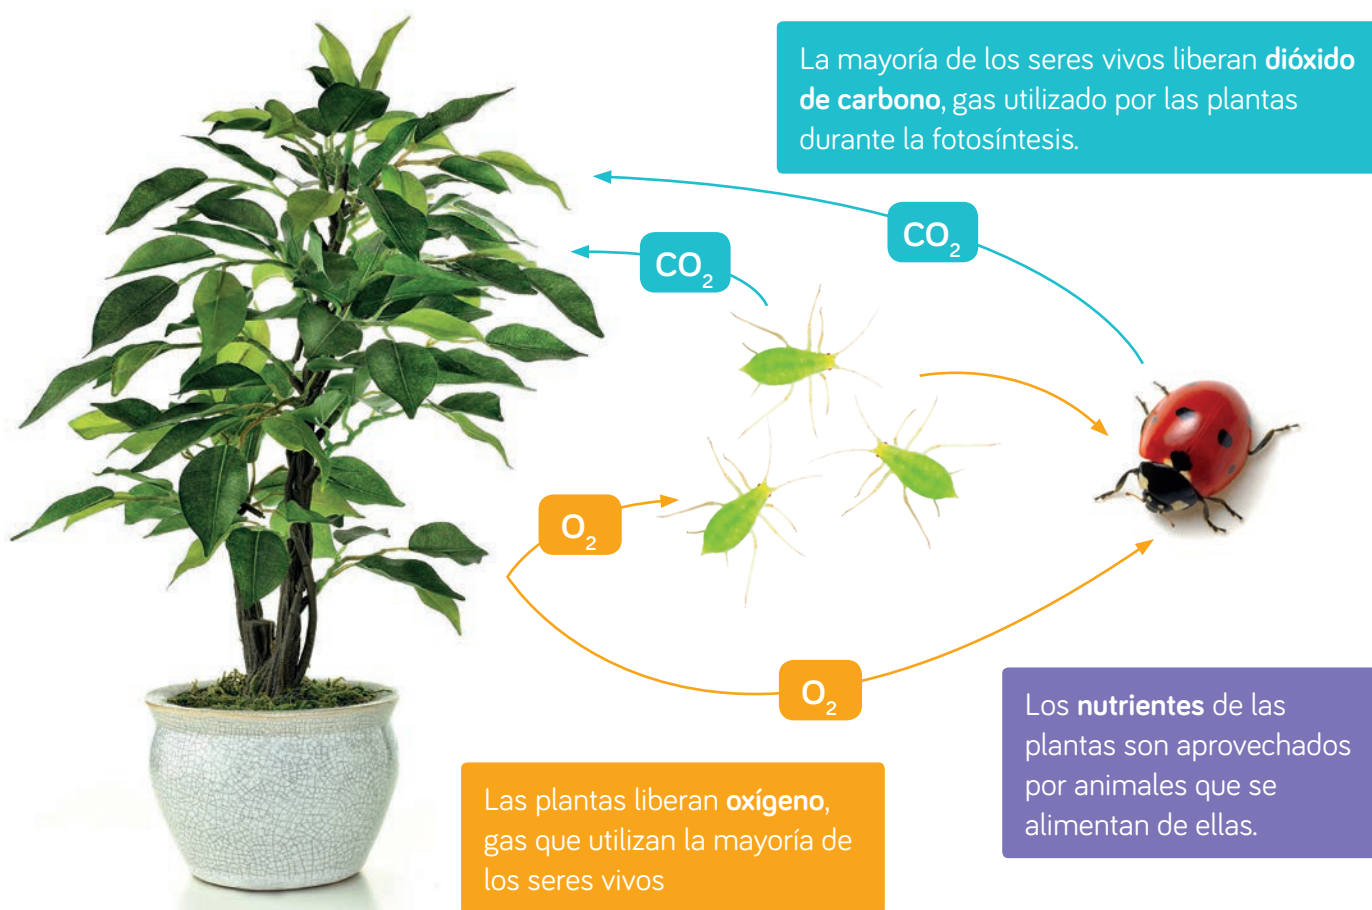 La mayoría de los seres vivos liberan dióxido
de carbono, gas utilizado por las plantas
durante la fotosíntesis.
CO₂
CO₂
O₂
O₂
Los nutrientes de las
plantas son aprovechados
por animales que se
alimentan de ellas.
Las plantas liberan oxígeno,
gas que utilizan la mayoría de
los seres vivos